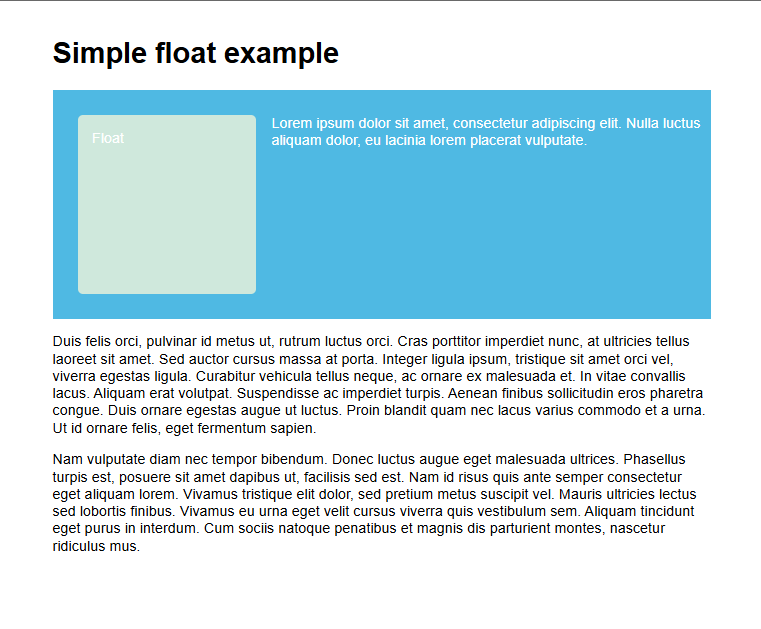 Simple float example
Float
Lorem ipsum dolor sit amet, consectetur adipiscing elit. Nulla luctus
aliquam dolor, eu lacinia lorem placerat vulputate.
Duis felis orci, pulvinar id metus ut, rutrum luctus orci. Cras porttitor imperdiet nunc, at ultricies tellus
laoreet sit amet. Sed auctor cursus massa at porta. Integer ligula ipsum, tristique sit amet orci vel,
viverra egestas ligula. Curabitur vehicula tellus neque, ac ornare ex malesuada et. In vitae convallis
lacus. Aliquam erat volutpat. Suspendisse ac imperdiet turpis. Aenean finibus sollicitudin eros pharetra
congue. Duis ornare egestas augue ut luctus. Proin blandit quam nec lacus varius commodo et a urna.
Ut id ornare felis, eget fermentum sapien.
Nam vulputate diam nec tempor bibendum. Donec luctus augue eget malesuada ultrices. Phasellus
turpis est, posuere sit amet dapibus ut, facilisis sed est. Nam id risus quis ante semper consectetur
eget aliquam lorem. Vivamus tristique elit dolor, sed pretium metus suscipit vel. Mauris ultricies lectus
sed lobortis finibus. Vivamus eu urna eget velit cursus viverra quis vestibulum sem. Aliquam tincidunt
eget purus in interdum. Cum sociis natoque penatibus et magnis dis parturient montes, nascetur
ridiculus mus.